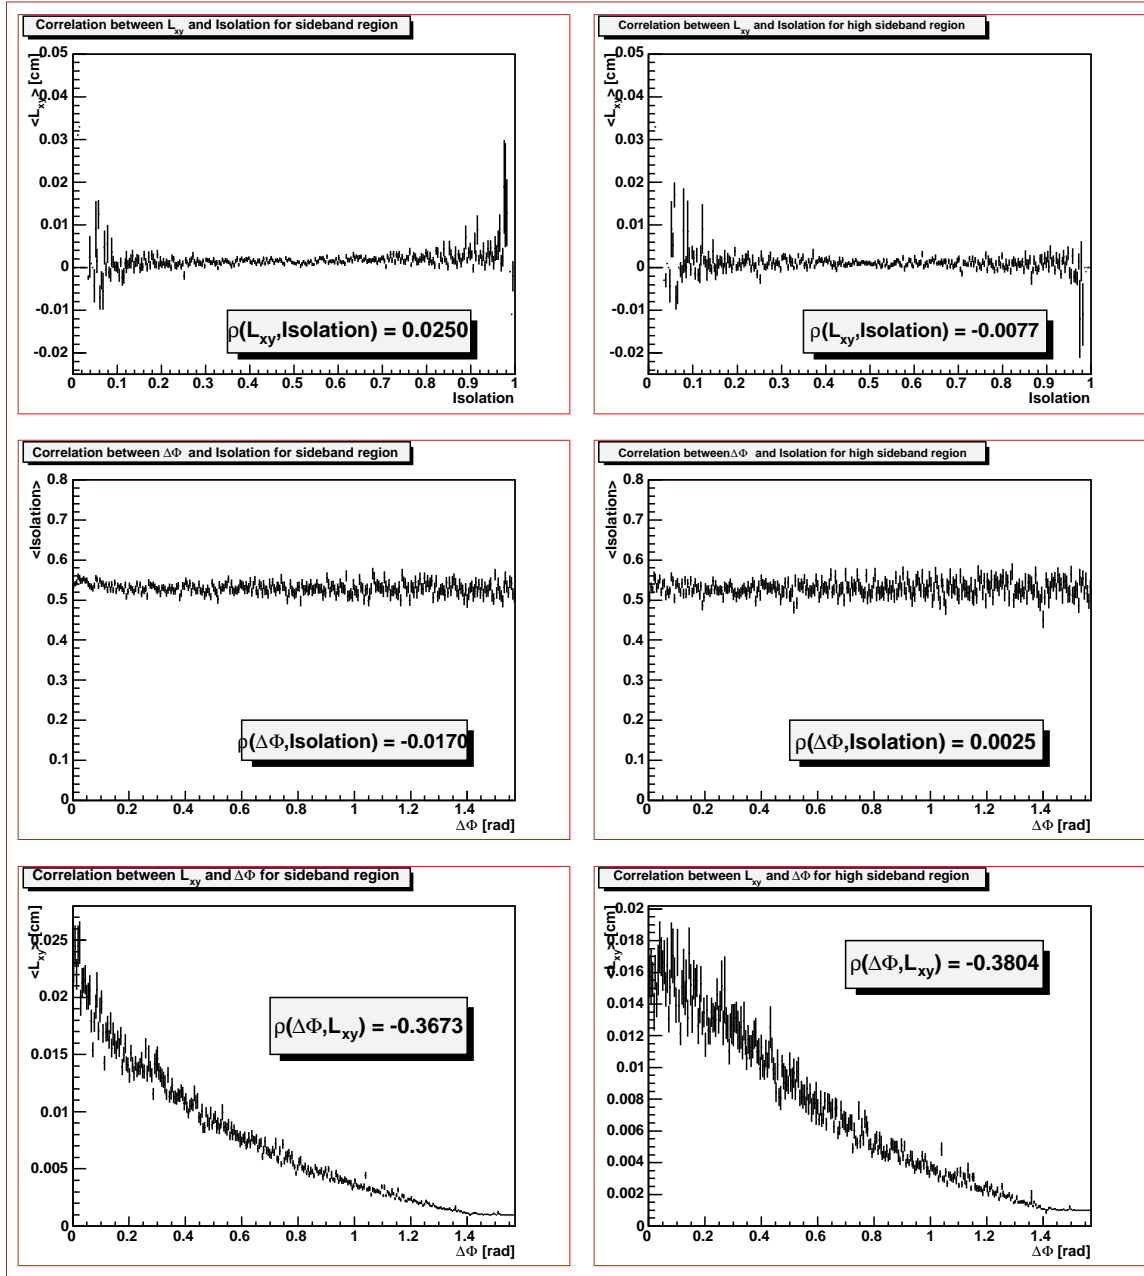 Correlation between Lxy and Isolation for sideband region
<Lxy> [cm]
0.05
0.04
0.03
0.02
0.01
0
-0.01
-0.02
ρ(Lxy,Isolation) = 0.0250
0 0.1 0.2 0.3 0.4 0.5 0.6 0.7 0.8 0.9 1
Isolation
Correlation between Lxy and Isolation for high sideband region
<Lxy> [cm]
0.05
0.04
0.03
0.02
0.01
0
-0.01
-0.02
ρ(Lxy,Isolation) = -0.0077
0 0.1 0.2 0.3 0.4 0.5 0.6 0.7 0.8 0.9 1
Isolation
Correlation between ΔΦ and Isolation for sideband region
<Isolation>
0.8
0.7
0.6
0.5
0.4
0.3
0.2
0.1
0
ρ(ΔΦ,Isolation) = -0.0170
0 0.2 0.4 0.6 0.8 1 1.2 1.4
ΔΦ [rad]
Correlation betweenΔΦ and Isolation for high sideband region
<Isolation>
0.8
0.7
0.6
0.5
0.4
0.3
0.2
0.1
0
ρ(ΔΦ,Isolation) = 0.0025
0 0.2 0.4 0.6 0.8 1 1.2 1.4
ΔΦ [rad]
Correlation between Lxy and ΔΦ for sideband region
<Lxy> [cm]
0.025
0.02
0.015
0.01
0.005
0
ρ(ΔΦ,Lxy) = -0.3673
0 0.2 0.4 0.6 0.8 1 1.2 1.4
ΔΦ [rad]
Correlation between Lxy and ΔΦ for high sideband region
<Lxy> [cm]
0.02
0.018
0.016
0.014
0.012
0.01
0.008
0.006
0.004
0.002
0
ρ(ΔΦ,Lxy) = -0.3804
0 0.2 0.4 0.6 0.8 1 1.2 1.4
ΔΦ [rad]